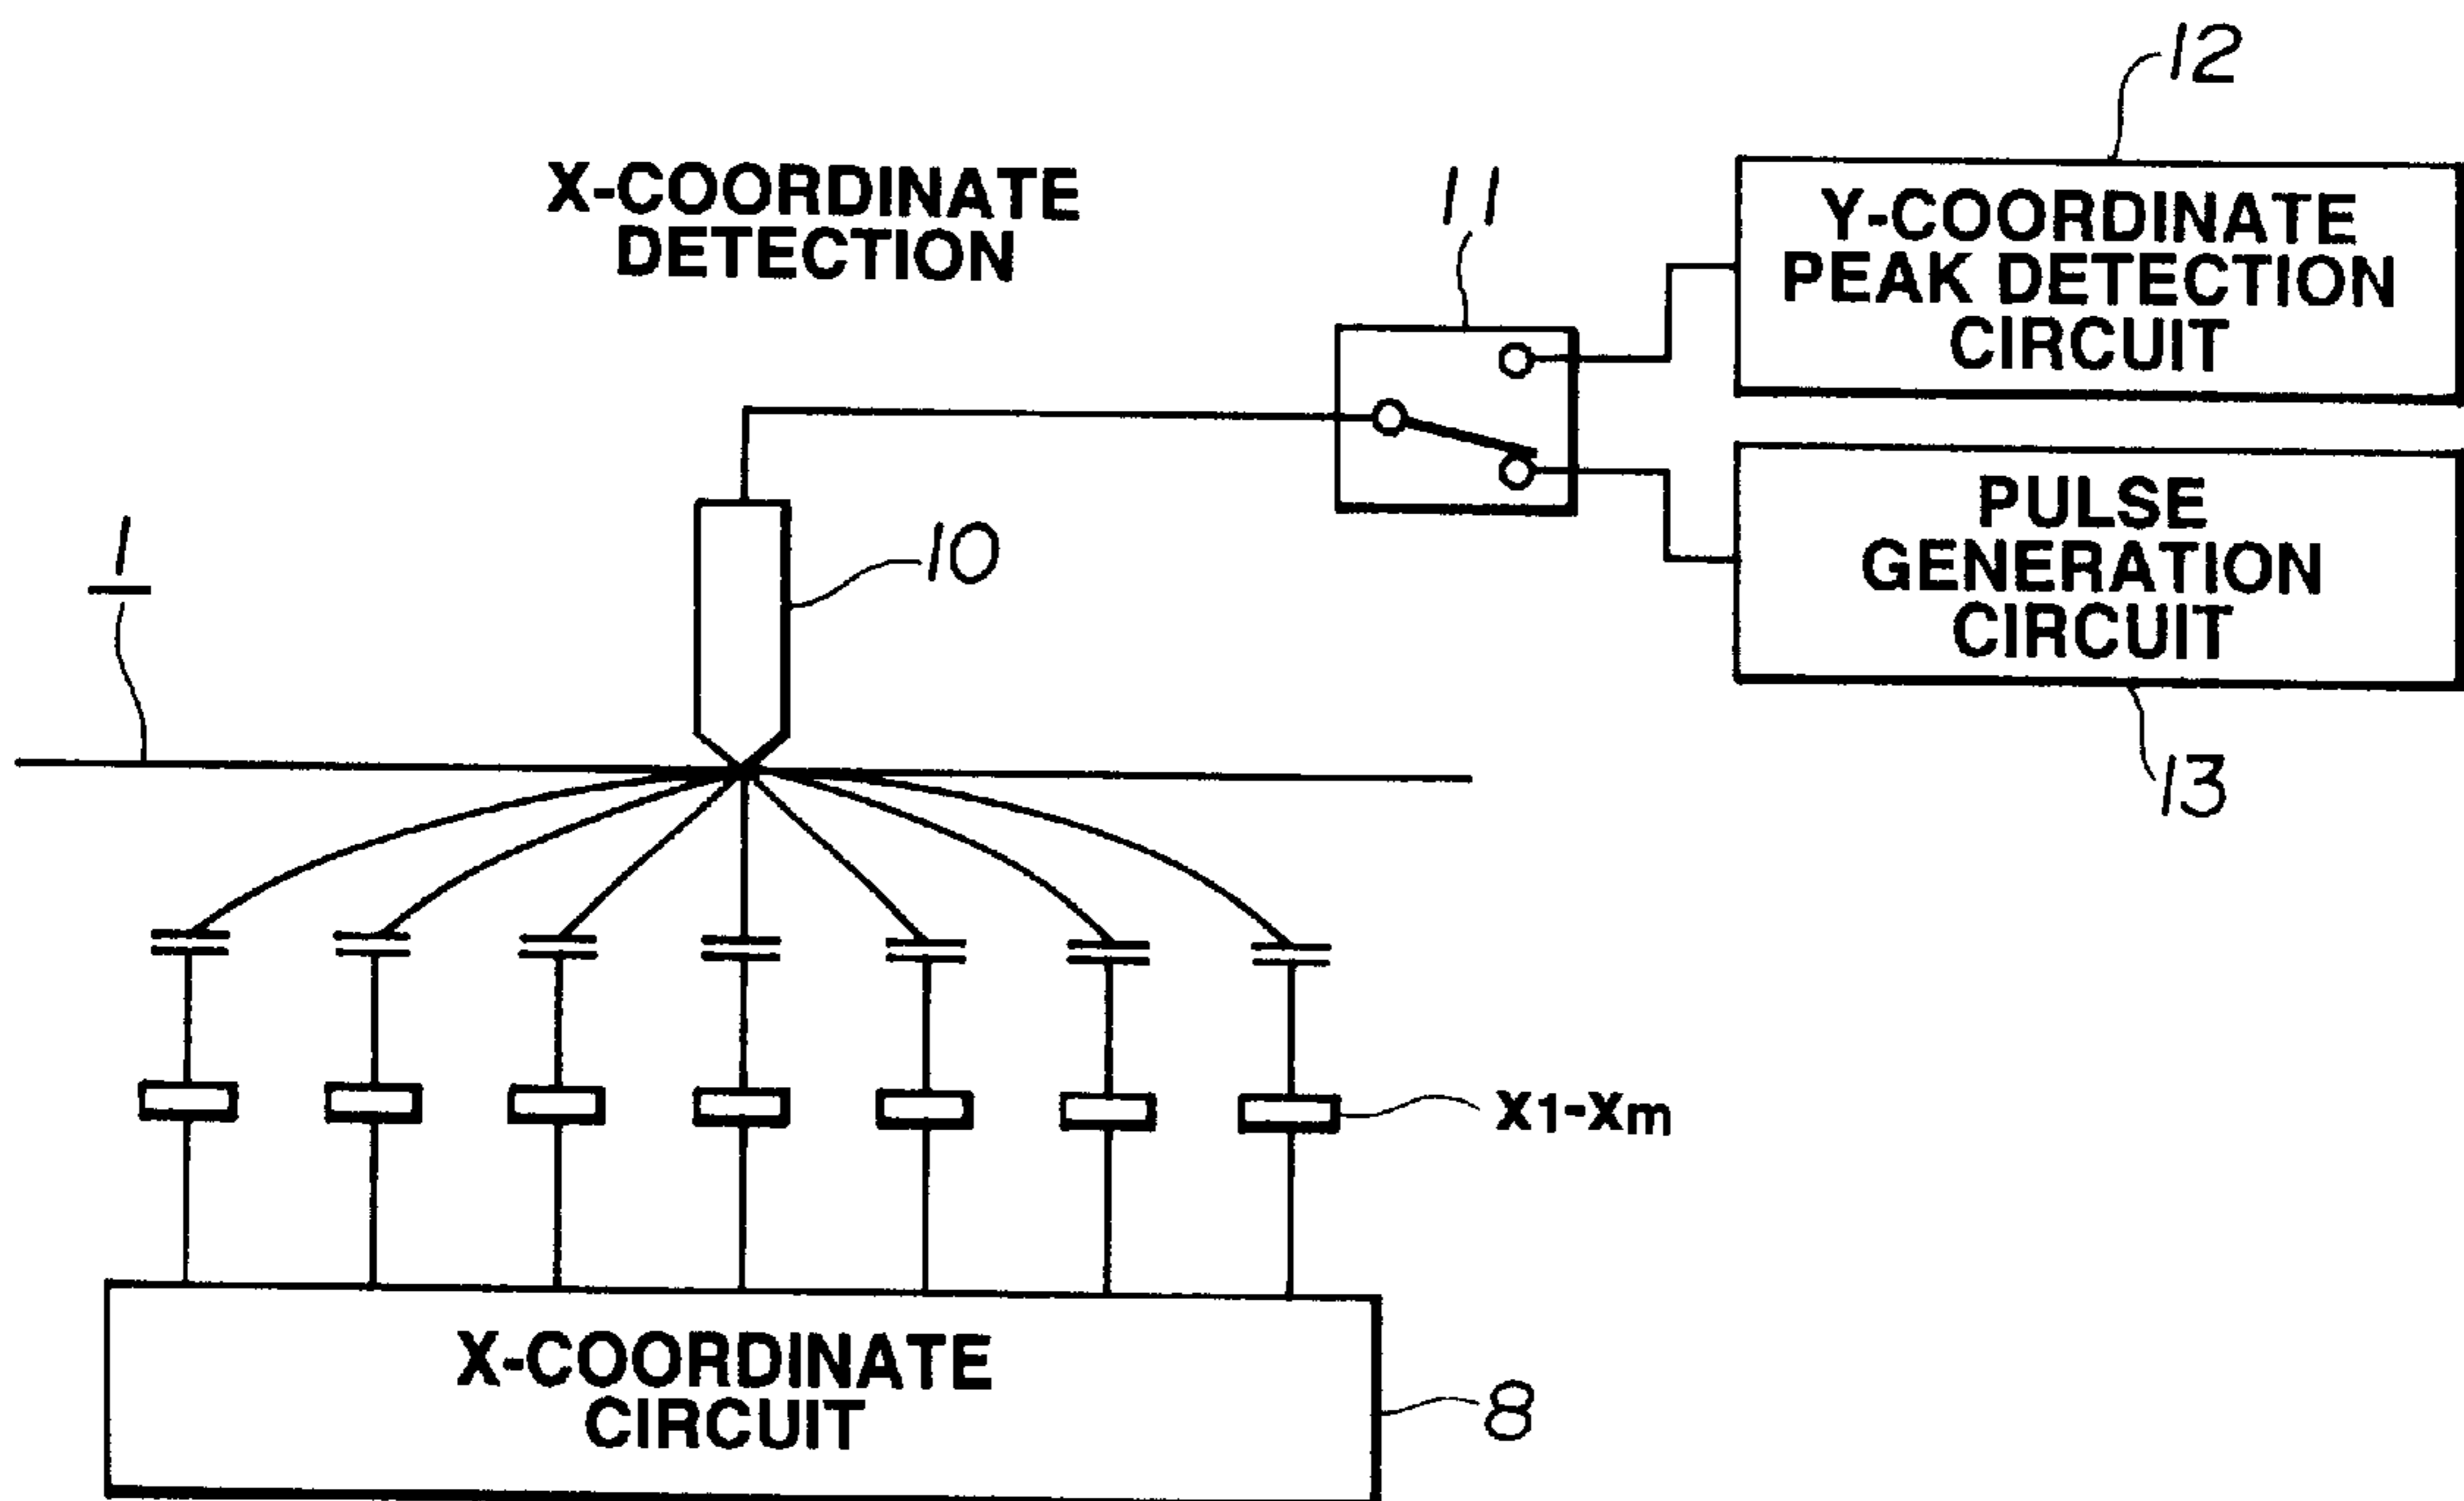 12
X-COORDINATE
DETECTION
11
Y-COORDINATE
PEAK DETECTION
CIRCUIT
PULSE
GENERATION
CIRCUIT
1
10
13
X1-Xm
X-COORDINATE
CIRCUIT
8